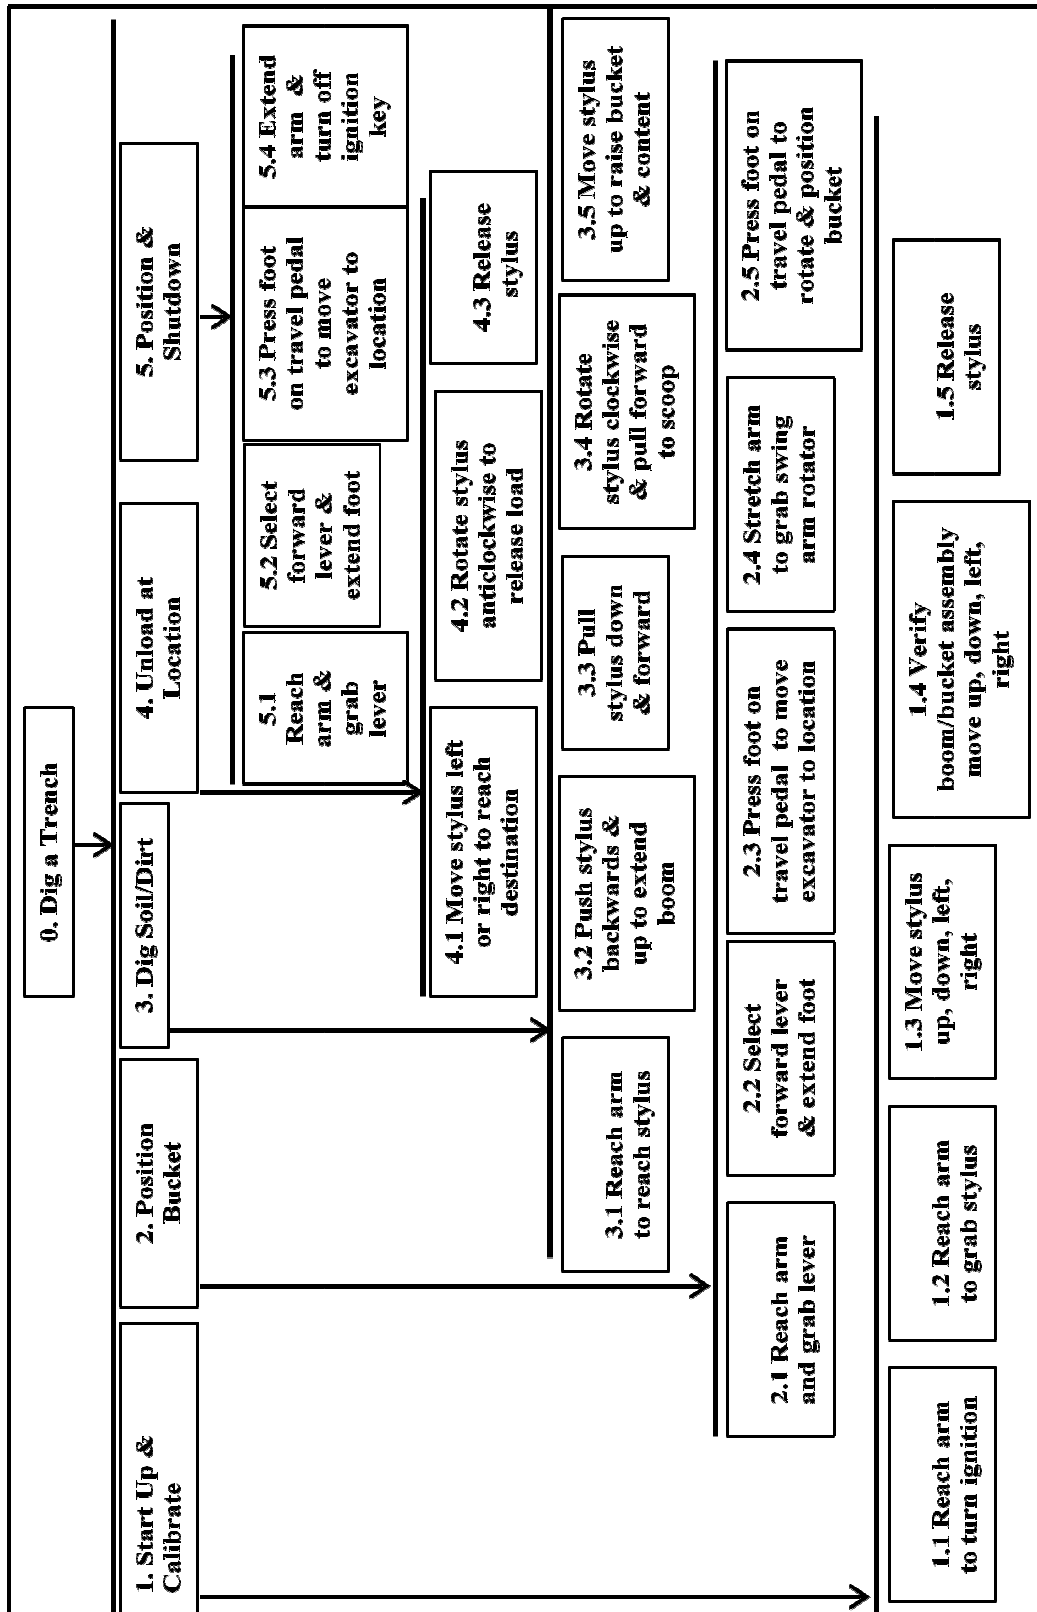 0. Dig a Trench
1. Start Up &
Calibrate
2. Position
Bucket
3. Dig Soil/Dirt
4. Unload at
Location
5. Position &
Shutdown
5.1
Reach
arm &
grab
lever
5.2 Select
forward
lever &
extend foot
5.3 Press foot
on travel pedal
to move
excavator to
location
5.4 Extend
arm &
turn off
ignition
key
4.1 Move stylus left
or right to reach
destination
4.2 Rotate stylus
anticlockwise to
release load
4.3 Release
stylus
3.1 Reach arm
to reach stylus
3.2 Push stylus
backwards &
up to extend
boom
3.3 Pull
stylus down
& forward
3.4 Rotate
stylus clockwise
& pull forward
to scoop
3.5 Move stylus
up to raise bucket
& content
2.1 Reach arm
and grab lever
2.2 Select
forward lever
& extend foot
2.3 Press foot on
travel pedal to move
excavator to location
2.4 Stretch arm
to grab swing
arm rotator
2.5 Press foot on
travel pedal to
rotate & position
bucket
1.1 Reach arm
to turn ignition
1.2 Reach arm
to grab stylus
1.3 Move stylus
up, down, left,
right
1.4 Verify
boom/bucket assembly
move up, down, left,
right
1.5 Release
stylus